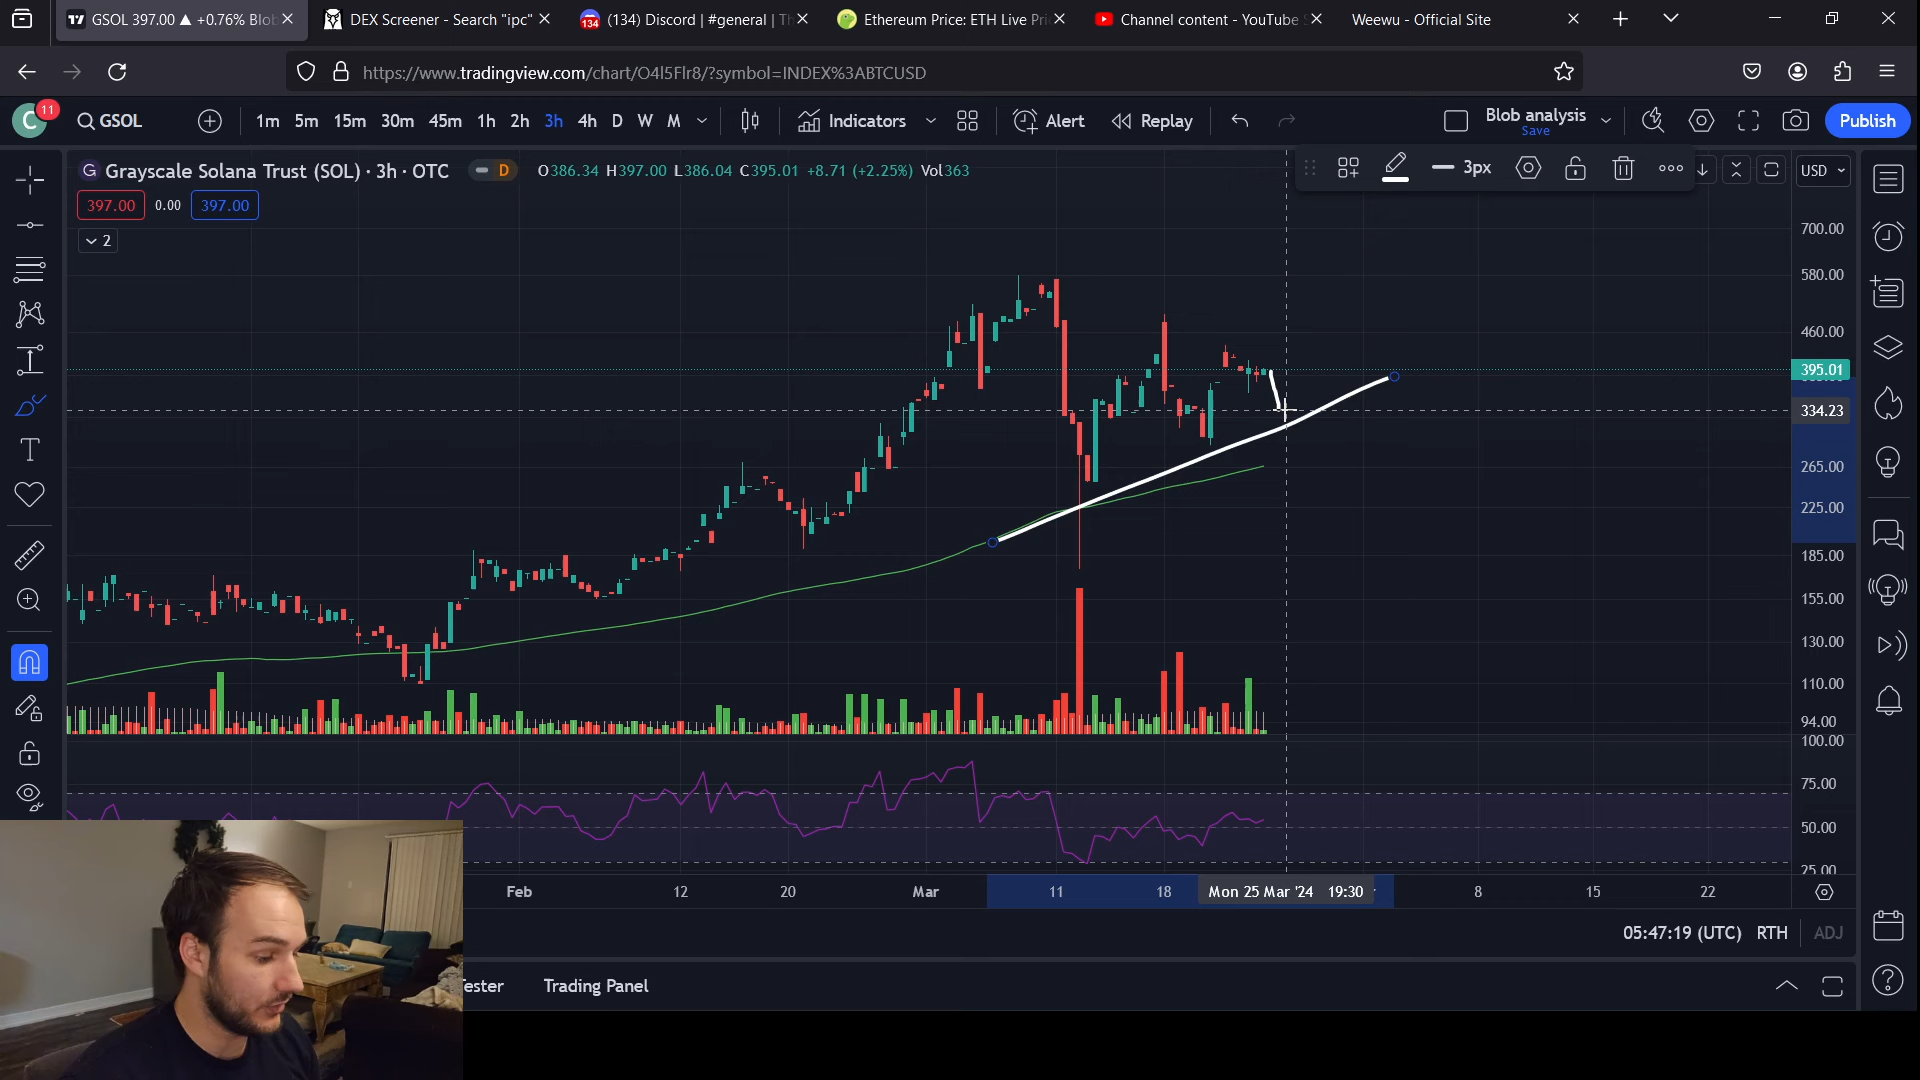 GSOL 397.00 ▲ +0.76% Blob
DEX Screener - Search "ipc"
(134) Discord | #general | Th
Ethereum Price: ETH Live Pri
Channel content - YouTube S
Weewu - Official Site
https://www.tradingview.com/chart/O4l5Flr8/?symbol=INDEX%3ABTCUSD
C 11
GSOL
1m 5m 15m 30m 45m 1h 2h 3h 4h D W M
Indicators
Alert
Replay
Blob analysis
Save
Publish
G Grayscale Solana Trust (SOL) · 3h · OTC
D
O386.34 H397.00 L386.04 C395.01 +8.71 (+2.25%) Vol363
3px
USD
397.00 0.00 397.00
2
700.00
580.00
460.00
395.01
334.23
265.00
225.00
185.00
155.00
130.00
110.00
94.00
100.00
75.00
50.00
25.00
Feb 12 20 Mar 11 18 Mon 25 Mar '24 19:30 8 15 22
05:47:19 (UTC) RTH ADJ
ester Trading Panel